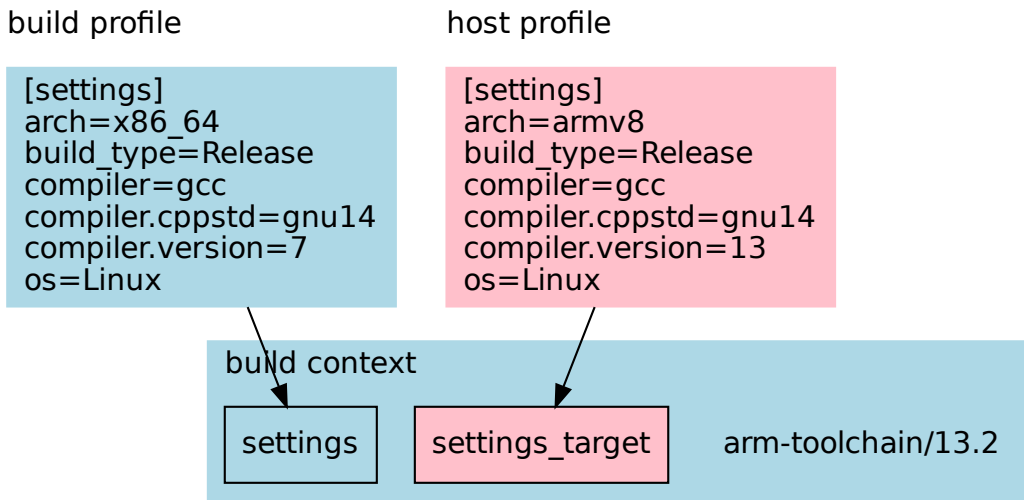 build profile
[settings]
arch=x86_64
build_type=Release
compiler=gcc
compiler.cppstd=gnu14
compiler.version=7
os=Linux
host profile
[settings]
arch=armv8
build_type=Release
compiler=gcc
compiler.cppstd=gnu14
compiler.version=13
os=Linux
build context
settings
settings_target
arm-toolchain/13.2